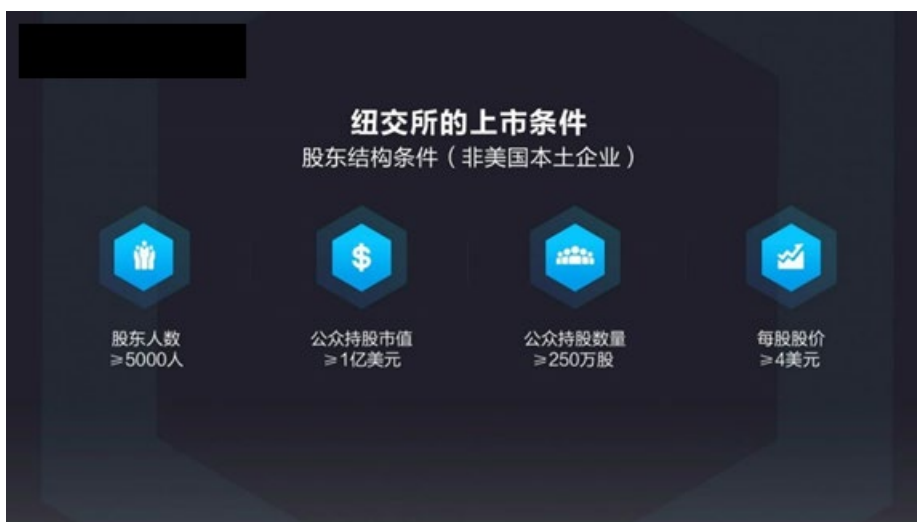 纽交所的上市条件
股东结构条件（非美国本土企业）
股东人数
≥5000人
公众持股市值
≥1亿美元
公众持股数量
≥250万股
每股股价
≥4美元